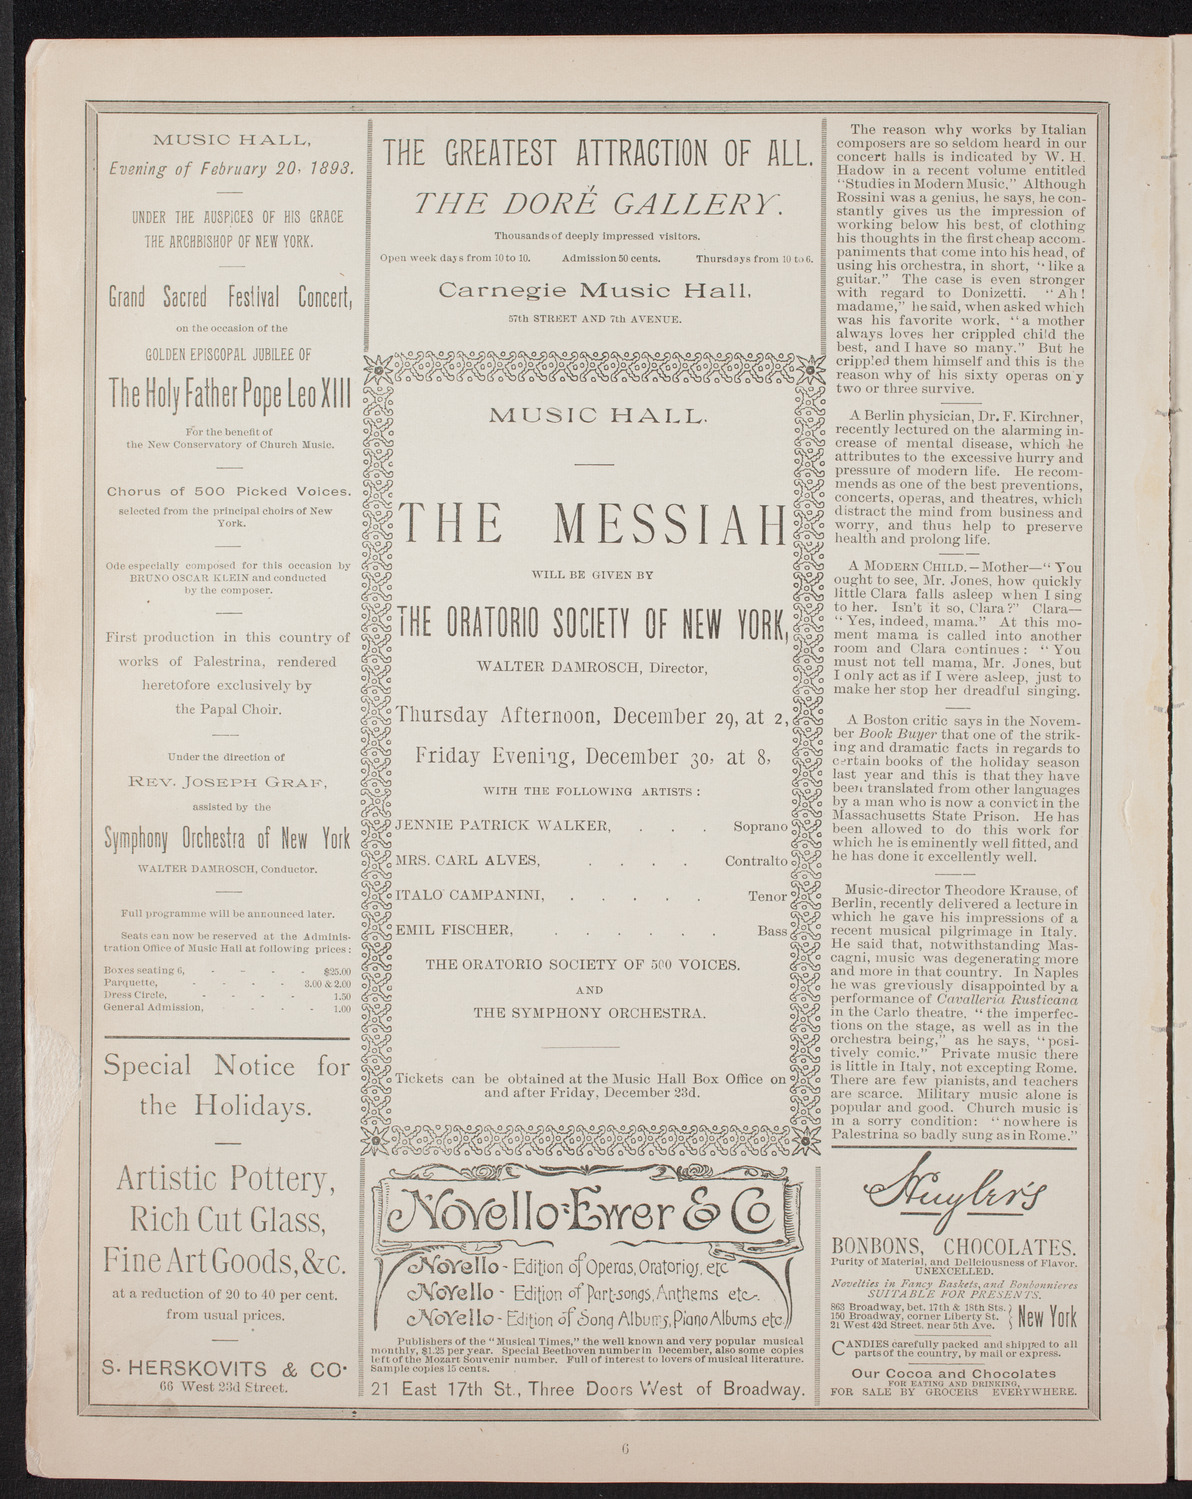 MUSIC HALL,
Evening of February 20, 1893.
UNDER THE AUSPICES OF HIS GRACE
THE ARCHBISHOP OF NEW YORK.
Grand Sacred Festival Concert,
on the occasion of the
GOLDEN EPISCOPAL JUBILEE OF
The Holy Father Pope Leo XIII
For the benefit of
the New Conservatory of Church Music.
Chorus of 500 Picked Voices.
selected from the principal choirs of New
York.
Ode especially composed for this occasion by
BRUNO OSCAR KLEIN and conducted
by the composer.
First production in this country of
works of Palestrina, rendered
heretofore exclusively by
the Papal Choir.
Under the direction of
REV. JOSEPH GRAF,
assisted by the
Symphony Orchestra of New York
WALTER DAMROSCH, Conductor.
Full programme will be announced later.
Seats can now be reserved at the Adminis-
tration Office of Music Hall at following prices:
Boxes seating 6, - - - - $25.00
Parquette, - - - - 3.00 & 2.00
Dress Circle, - - - - 1.50
General Admission, - - - 1.00
Special Notice for
the Holidays.
Artistic Pottery,
Rich Cut Glass,
Fine Art Goods, &c.
at a reduction of 20 to 40 per cent.
from usual prices.
S. HERSKOVITS & CO.
66 West 23d Street.
THE GREATEST ATTRACTION OF ALL.
THE DORÉ GALLERY.
Thousands of deeply impressed visitors.
Open week days from 10 to 10. Admission 50 cents. Thursdays from 10 to 6.
Carnegie Music Hall,
57th STREET AND 7th AVENUE.
MUSIC HALL.
THE MESSIAH
WILL BE GIVEN BY
THE ORATORIO SOCIETY OF NEW YORK,
WALTER DAMROSCH, Director,
Thursday Afternoon, December 29, at 2,
Friday Evening, December 30, at 8,
WITH THE FOLLOWING ARTISTS:
JENNIE PATRICK WALKER, . . . Soprano
MRS. CARL ALVES, . . . . Contralto
ITALO CAMPANINI, . . . . . Tenor
EMIL FISCHER, . . . . . . Bass
THE ORATORIO SOCIETY OF 500 VOICES.
AND
THE SYMPHONY ORCHESTRA.
Tickets can be obtained at the Music Hall Box Office on
and after Friday, December 23d.
Novello-Ewer & Co
Novello - Edition of Operas, Oratorios, etc
Novello - Edition of Part-songs, Anthems etc.
Novello - Edition of Song Albums, Piano Albums etc.
Publishers of the "Musical Times," the well known and very popular musical
monthly, $1.25 per year. Special Beethoven number in December, also some copies
left of the Mozart Souvenir number. Full of interest to lovers of musical literature.
Sample copies 15 cents.
21 East 17th St., Three Doors West of Broadway.
The reason why works by Italian
composers are so seldom heard in our
concert halls is indicated by W. H.
Hadow in a recent volume entitled
"Studies in Modern Music." Although
Rossini was a genius, he says, he con-
stantly gives us the impression of
working below his best, of clothing
his thoughts in the first cheap accom-
paniments that come into his head, of
using his orchestra, in short, "like a
guitar." The case is even stronger
with regard to Donizetti. "Ah!
madame," he said, when asked which
was his favorite work, "a mother
always loves her crippled child the
best, and I have so many." But he
crippled them himself and this is the
reason why of his sixty operas on y
two or three survive.
A Berlin physician, Dr. F. Kirchner,
recently lectured on the alarming in-
crease of mental disease, which he
attributes to the excessive hurry and
pressure of modern life. He recom-
mends as one of the best preventions,
concerts, operas, and theatres, which
distract the mind from business and
worry, and thus help to preserve
health and prolong life.
A MODERN CHILD.—Mother—"You
ought to see, Mr. Jones, how quickly
little Clara falls asleep when I sing
to her. Isn't it so, Clara?" Clara—
"Yes, indeed, mama." At this mo-
ment mama is called into another
room and Clara continues: "You
must not tell mama, Mr. Jones, but
I only act as if I were asleep, just to
make her stop her dreadful singing.
A Boston critic says in the Novem-
ber Book Buyer that one of the strik-
ing and dramatic facts in regards to
certain books of the holiday season
last year and this is that they have
been translated from other languages
by a man who is now a convict in the
Massachusetts State Prison. He has
been allowed to do this work for
which he is eminently well fitted, and
he has done it excellently well.
Music-director Theodore Krause, of
Berlin, recently delivered a lecture in
which he gave his impressions of a
recent musical pilgrimage in Italy.
He said that, notwithstanding Mas-
cagni, music was degenerating more
and more in that country. In Naples
he was greviously disappointed by a
performance of Cavalleria Rusticana
in the Carlo theatre, "the imperfec-
tions on the stage, as well as in the
orchestra being," as he says, "posi-
tively comic." Private music there
is little in Italy, not excepting Rome.
There are few pianists, and teachers
are scarce. Military music alone is
popular and good. Church music is
in a sorry condition: "nowhere is
Palestrina so badly sung as in Rome."
Huyler's
BONBONS, CHOCOLATES.
Purity of Material, and Deliciousness of Flavor.
UNEXCELLED.
Novelties in Fancy Baskets, and Bonbonnieres
SUITABLE FOR PRESENTS.
863 Broadway, bet. 17th & 18th Sts.
150 Broadway, corner Liberty St.
21 West 42d Street, near 5th Ave.
New York
CANDIES carefully packed and shipped to all
parts of the country, by mail or express.
Our Cocoa and Chocolates
FOR EATING AND DRINKING,
FOR SALE BY GROCERS EVERYWHERE.
6